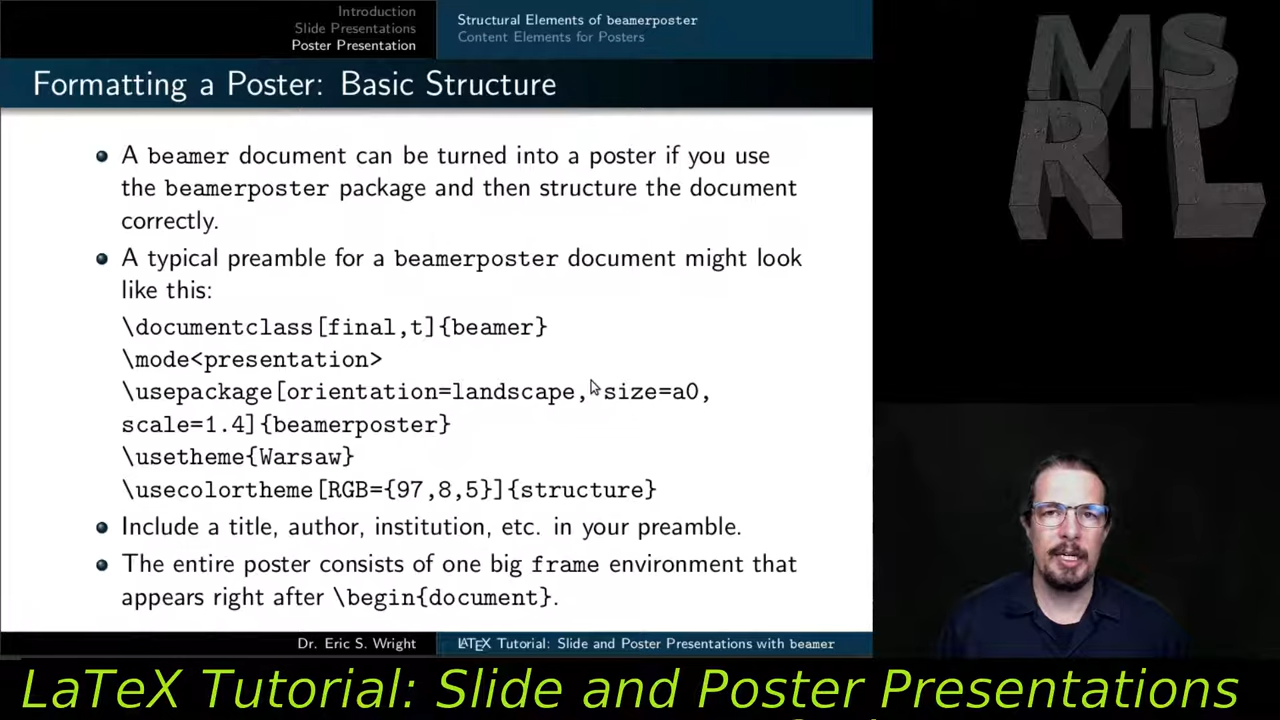 Introduction
Slide Presentations
Poster Presentation
Structural Elements of beamerposter
Content Elements for Posters
MS
RL
Formatting a Poster: Basic Structure
A beamer document can be turned into a poster if you use
the beamerposter package and then structure the document
correctly.
A typical preamble for a beamerposter document might look
like this:
\documentclass[final,t]{beamer}
\mode<presentation>
\usepackage[orientation=landscape, size=a0,
scale=1.4]{beamerposter}
\usetheme{Warsaw}
\usecolortheme[RGB={97,8,5}]{structure}
Include a title, author, institution, etc. in your preamble.
The entire poster consists of one big frame environment that
appears right after \begin{document}.
Dr. Eric S. Wright
LATEX Tutorial: Slide and Poster Presentations with beamer
LaTeX Tutorial: Slide and Poster Presentations